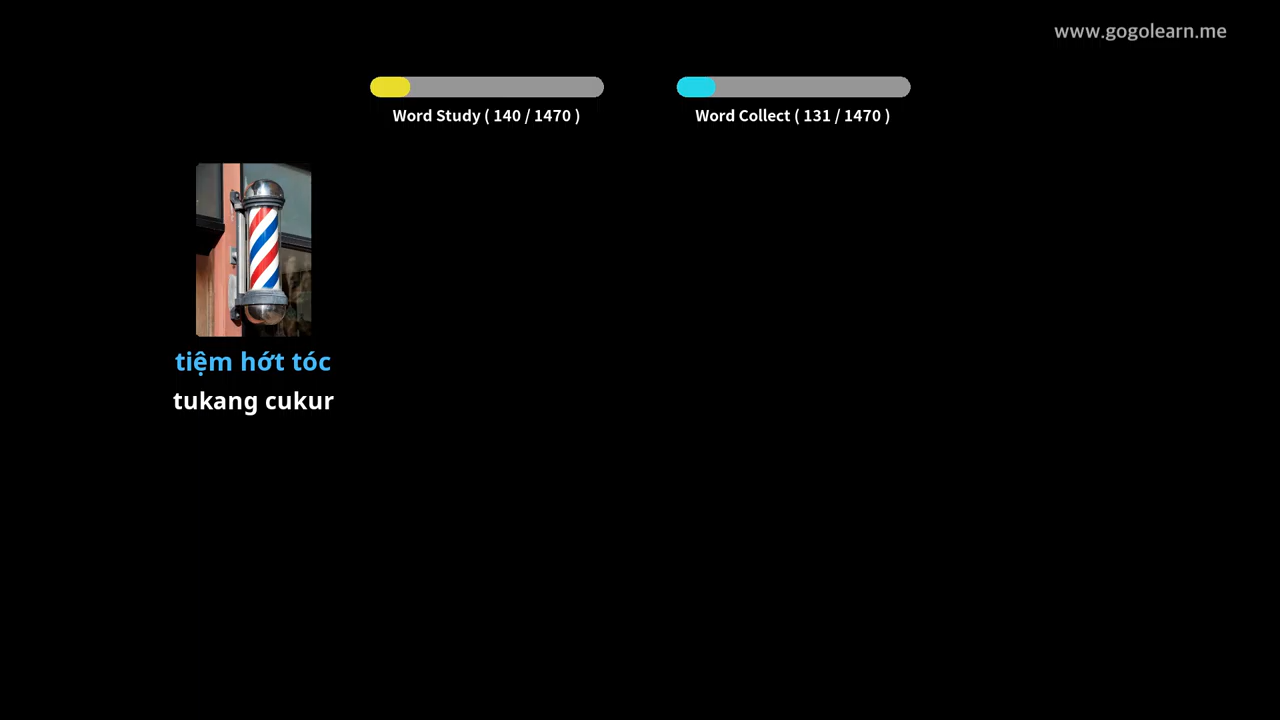 www.gogolearn.me
Word Study ( 140 / 1470 )
Word Collect ( 131 / 1470 )
tiệm hớt tóc
tukang cukur